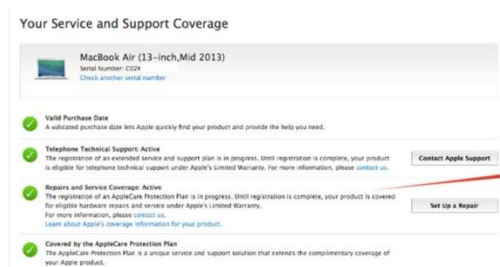 Your Service and Support Coverage
MacBook Air (13-inch,Mid 2013)
Serial Number: C02#
Check another serial number
Valid Purchase Date
A validated purchase date lets Apple quickly find your product and provide the help you need.
Telephone Technical Support: Active
The registration of an extended service and support plan is in progress. Until registration is complete, your product
is eligible for telephone technical support under Apple's Limited Warranty. For more information, please contact us.
Contact Apple Support
Repairs and Service Coverage: Active
The registration of an AppleCare Protection Plan is in progress. Until registration is complete, your product is covered
for eligible hardware repairs and service under Apple's Limited Warranty.
For more information, please contact us.
Learn about Apple's coverage information for your product.
Set Up a Repair
Covered by the AppleCare Protection Plan
The AppleCare Protection Plan is a unique service and support solution that extends the complimentary coverage of
your Apple product.